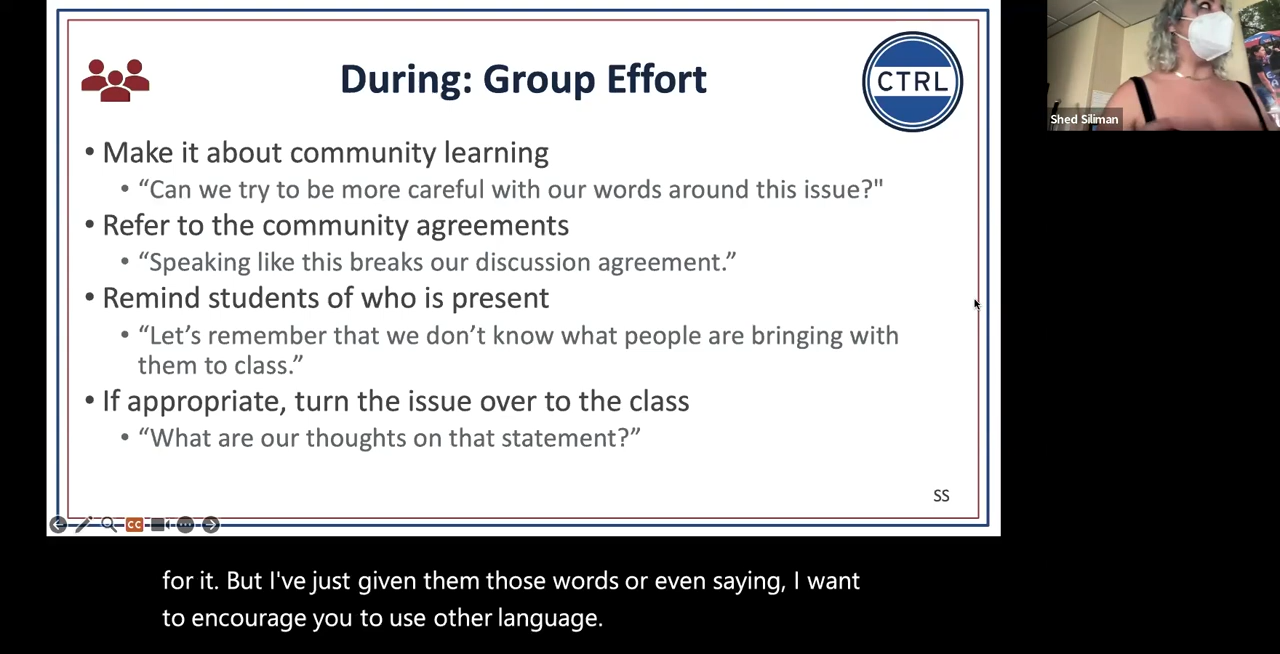 During: Group Effort
CTRL
Shed Siliman
• Make it about community learning
• “Can we try to be more careful with our words around this issue?"
• Refer to the community agreements
• “Speaking like this breaks our discussion agreement.”
• Remind students of who is present
• “Let’s remember that we don’t know what people are bringing with
them to class.”
• If appropriate, turn the issue over to the class
• “What are our thoughts on that statement?”
SS
CC
for it. But I've just given them those words or even saying, I want
to encourage you to use other language.